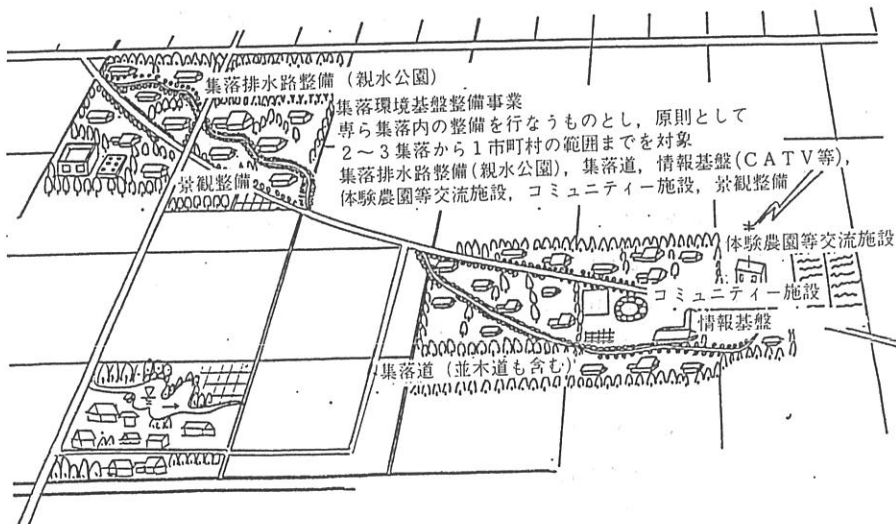 集落排水路整備（親水公園）
集落環境基盤整備事業
専ら集落内の整備を行なうものとし，原則として
２～３集落から１市町村の範囲までを対象
集落排水路整備(親水公園)，集落道，情報基盤(ＣＡＴＶ等)，
体験農園等交流施設，コミュニティー施設，景観整備
景観整備
体験農園等交流施設
コミュニティー施設
情報基盤
集落道（並木道も含む）